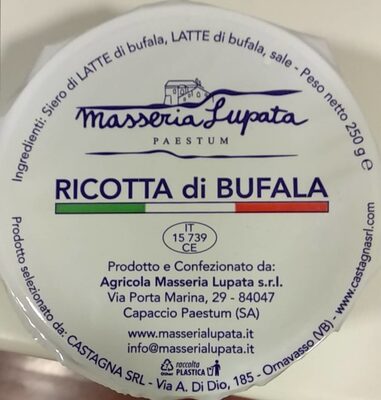 Ingredienti: Siero di LATTE di bufala, LATTE di bufala, sale - Peso netto 250 g e
Masseria Lupata
PAESTUM
RICOTTA di BUFALA
IT
15 739
CE
Prodotto e Confezionato da:
Agricola Masseria Lupata s.r.l.
Via Porta Marina, 29 - 84047
Capaccio Paestum (SA)
www.masserialupata.it
info@masserialupata.it
raccolta
PLASTICA
Prodotto selezionato da: CASTAGNA SRL - Via A. Di Dio, 185 - Ornavasso (VB) - www.castagnasrl.com